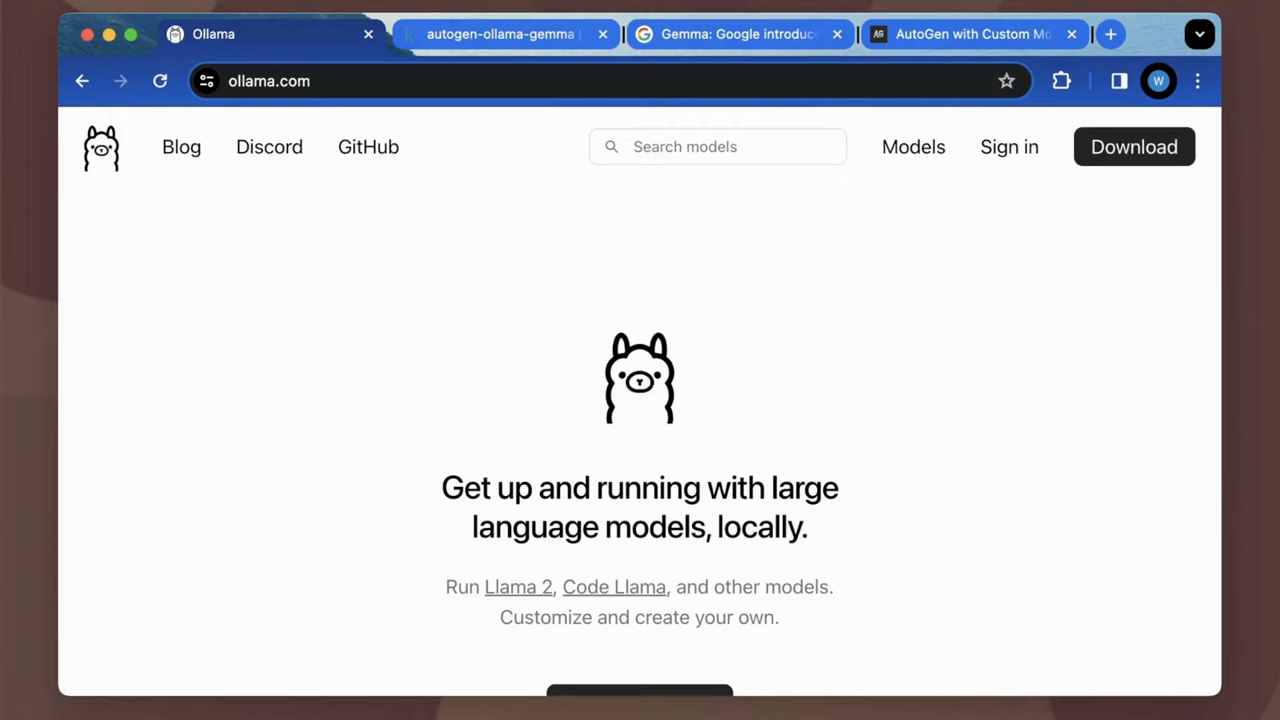 Ollama
autogen-ollama-gemma
Gemma: Google introduc
AutoGen with Custom Mo
ollama.com
W
Blog
Discord
GitHub
Search models
Models
Sign in
Download
Get up and running with large
language models, locally.
Run Llama 2, Code Llama, and other models.
Customize and create your own.